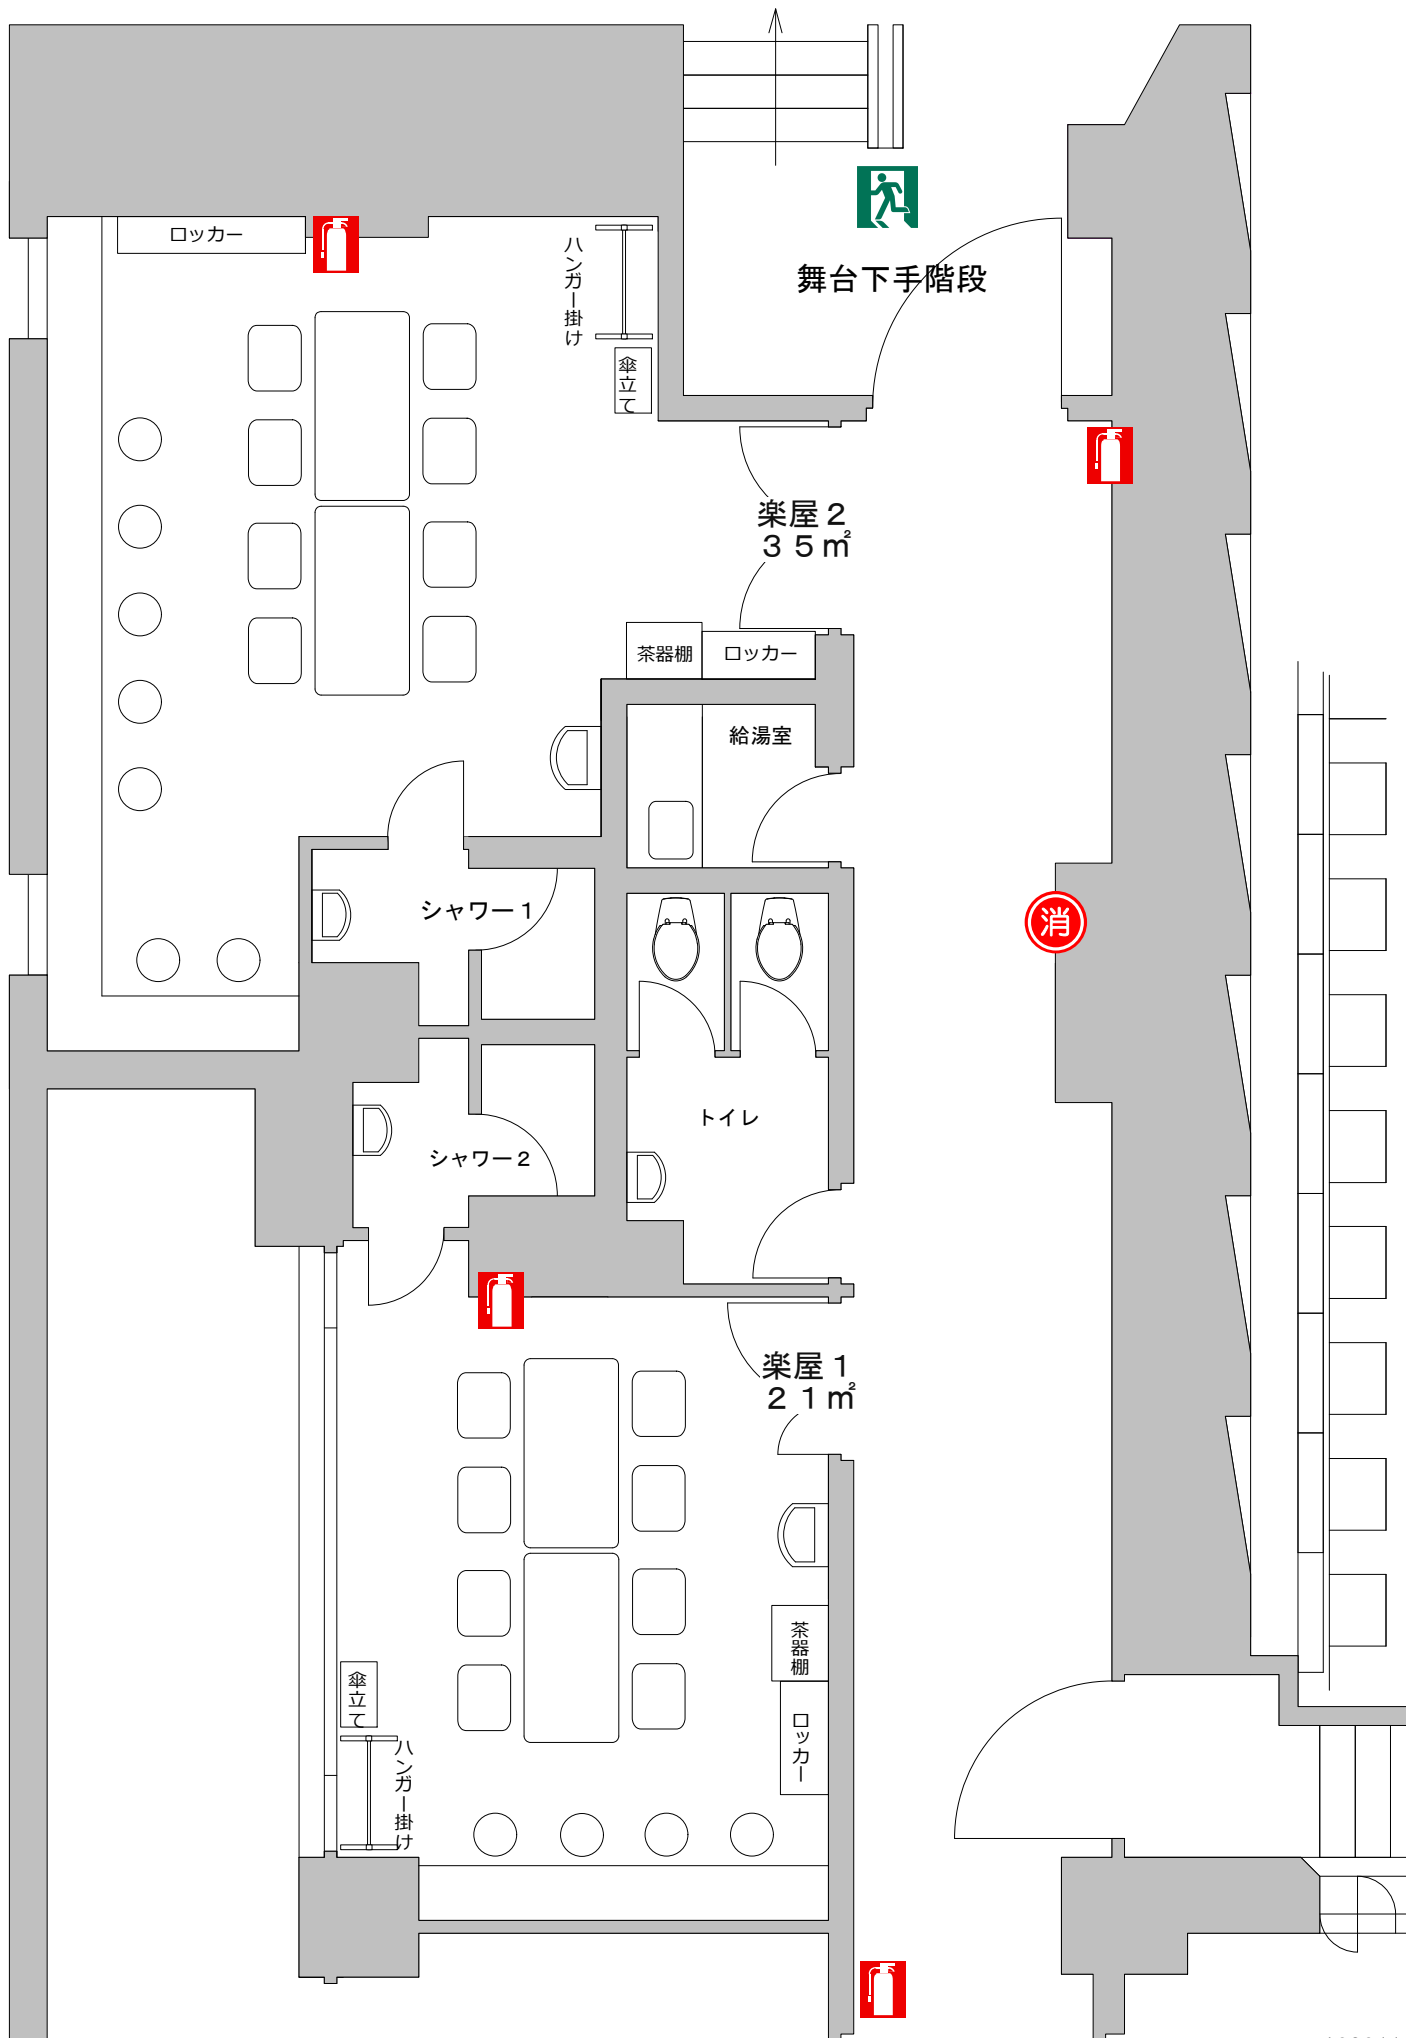 ロッカー
ハンガー掛け
舞台下手階段
傘立て
楽屋２
３５㎡
茶器棚
ロッカー
給湯室
シャワー１
消
トイレ
シャワー２
楽屋１
２１㎡
茶器棚
傘立て
ロッカー
ハンガー掛け